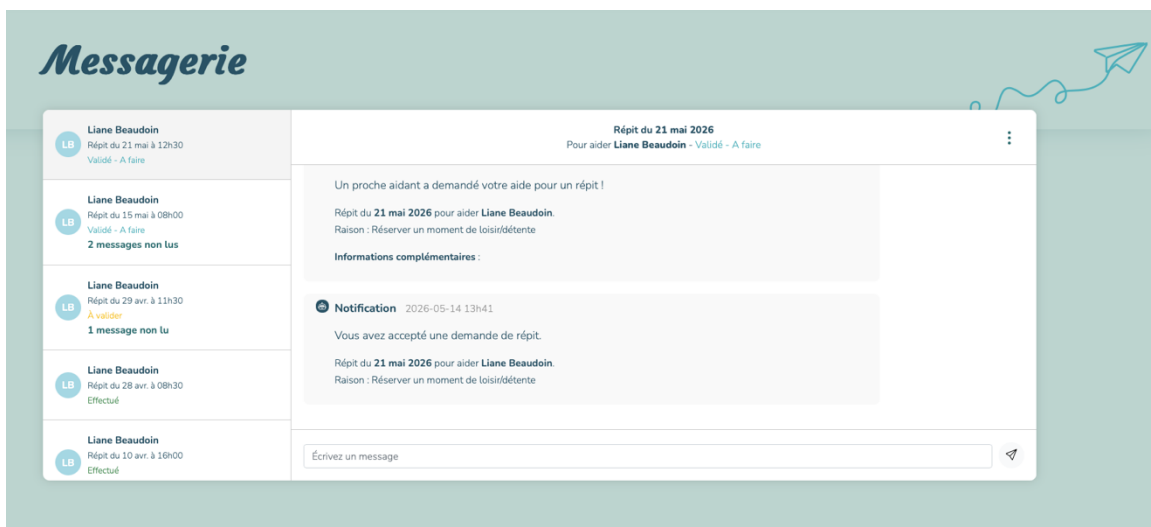 Messagerie
LB
Liane Beaudoin
Répit du 21 mai à 12h30
Validé - A faire
LB
Liane Beaudoin
Répit du 15 mai à 08h00
Validé - A faire
2 messages non lus
LB
Liane Beaudoin
Répit du 29 avr. à 11h30
À valider
1 message non lu
LB
Liane Beaudoin
Répit du 28 avr. à 08h30
Effectué
LB
Liane Beaudoin
Répit du 10 avr. à 16h00
Effectué
Répit du 21 mai 2026
Pour aider Liane Beaudoin - Validé - A faire
Un proche aidant a demandé votre aide pour un répit !
Répit du 21 mai 2026 pour aider Liane Beaudoin.
Raison : Réserver un moment de loisir/détente
Informations complémentaires :
Notification 2026-05-14 13h41
Vous avez accepté une demande de répit.
Répit du 21 mai 2026 pour aider Liane Beaudoin.
Raison : Réserver un moment de loisir/détente
Écrivez un message